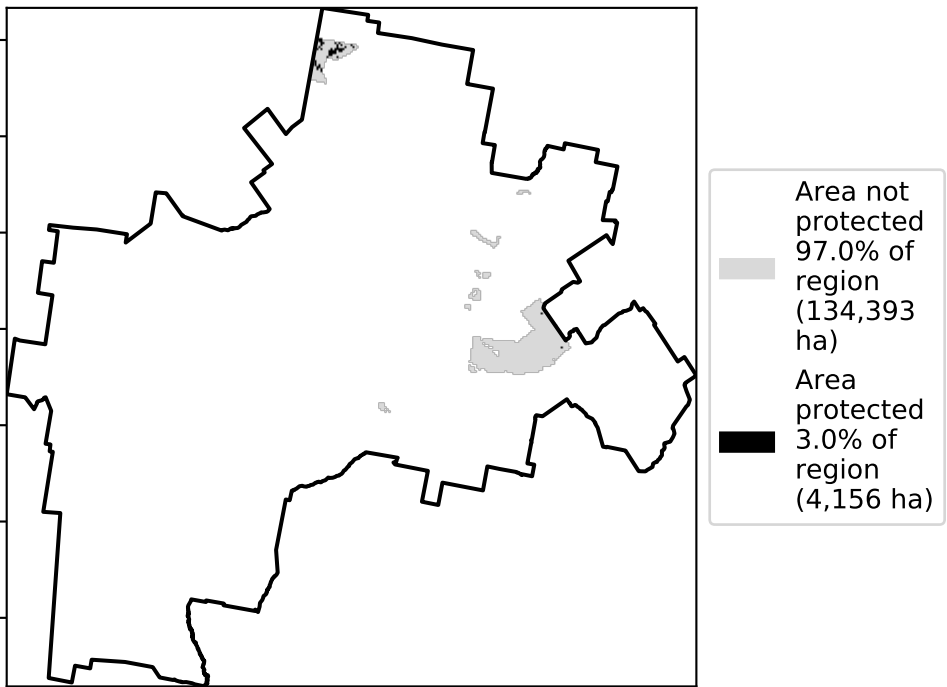 Area not
protected
97.0% of
region
(134,393
ha)
Area
protected
3.0% of
region
(4,156 ha)